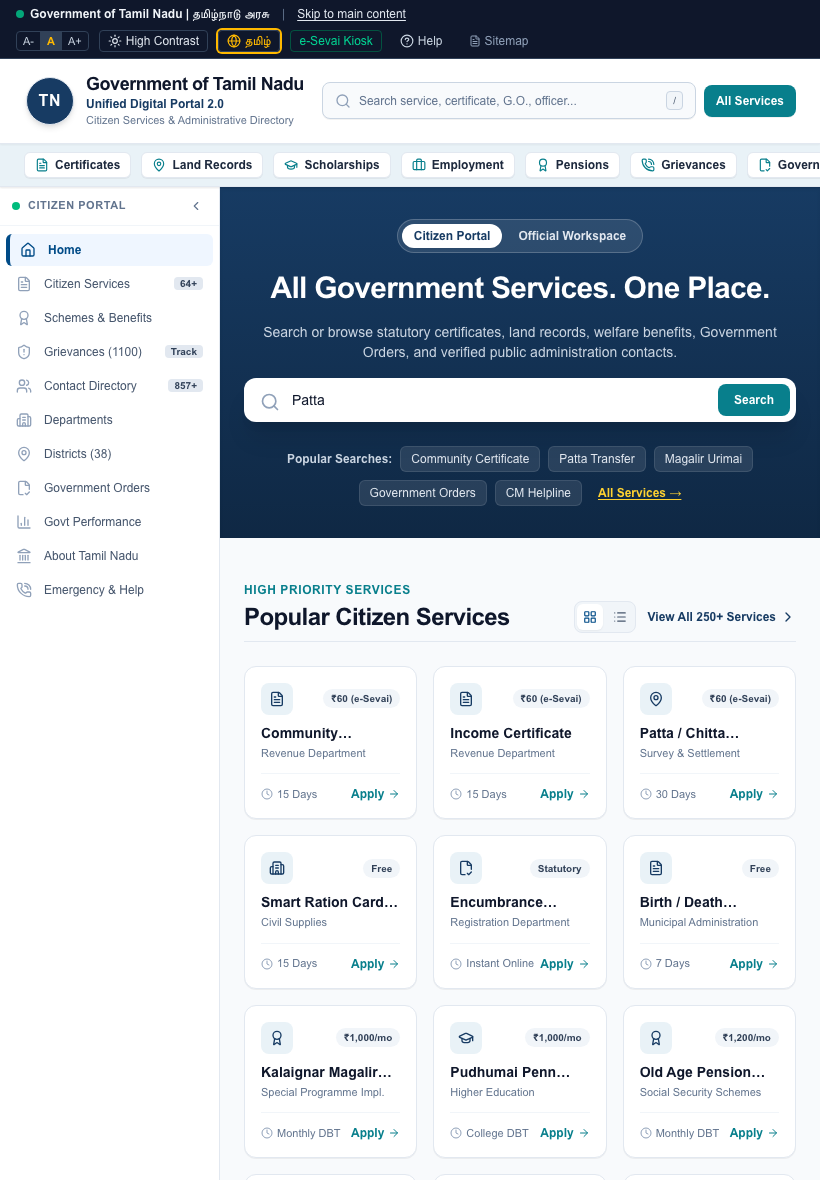 Government of Tamil Nadu | தமிழ்நாடு அரசு | Skip to main content
A- A A+ High Contrast தமிழ் e-Sevai Kiosk Help Sitemap
TN
Government of Tamil Nadu
Unified Digital Portal 2.0
Citizen Services & Administrative Directory
Search service, certificate, G.O., officer... /
All Services
Certificates Land Records Scholarships Employment Pensions Grievances Govern
CITIZEN PORTAL
Home
Citizen Services 64+
Schemes & Benefits
Grievances (1100) Track
Contact Directory 857+
Departments
Districts (38)
Government Orders
Govt Performance
About Tamil Nadu
Emergency & Help
Citizen Portal Official Workspace
All Government Services. One Place.
Search or browse statutory certificates, land records, welfare benefits, Government
Orders, and verified public administration contacts.
Patta Search
Popular Searches: Community Certificate Patta Transfer Magalir Urimai
Government Orders CM Helpline All Services →
HIGH PRIORITY SERVICES
Popular Citizen Services
View All 250+ Services
₹60 (e-Sevai)
Community...
Revenue Department
15 Days Apply →
₹60 (e-Sevai)
Income Certificate
Revenue Department
15 Days Apply →
₹60 (e-Sevai)
Patta / Chitta...
Survey & Settlement
30 Days Apply →
Free
Smart Ration Card...
Civil Supplies
15 Days Apply →
Statutory
Encumbrance...
Registration Department
Instant Online Apply →
Free
Birth / Death...
Municipal Administration
7 Days Apply →
₹1,000/mo
Kalaignar Magalir...
Special Programme Impl.
Monthly DBT Apply →
₹1,000/mo
Pudhumai Penn...
Higher Education
College DBT Apply →
₹1,200/mo
Old Age Pension...
Social Security Schemes
Monthly DBT Apply →